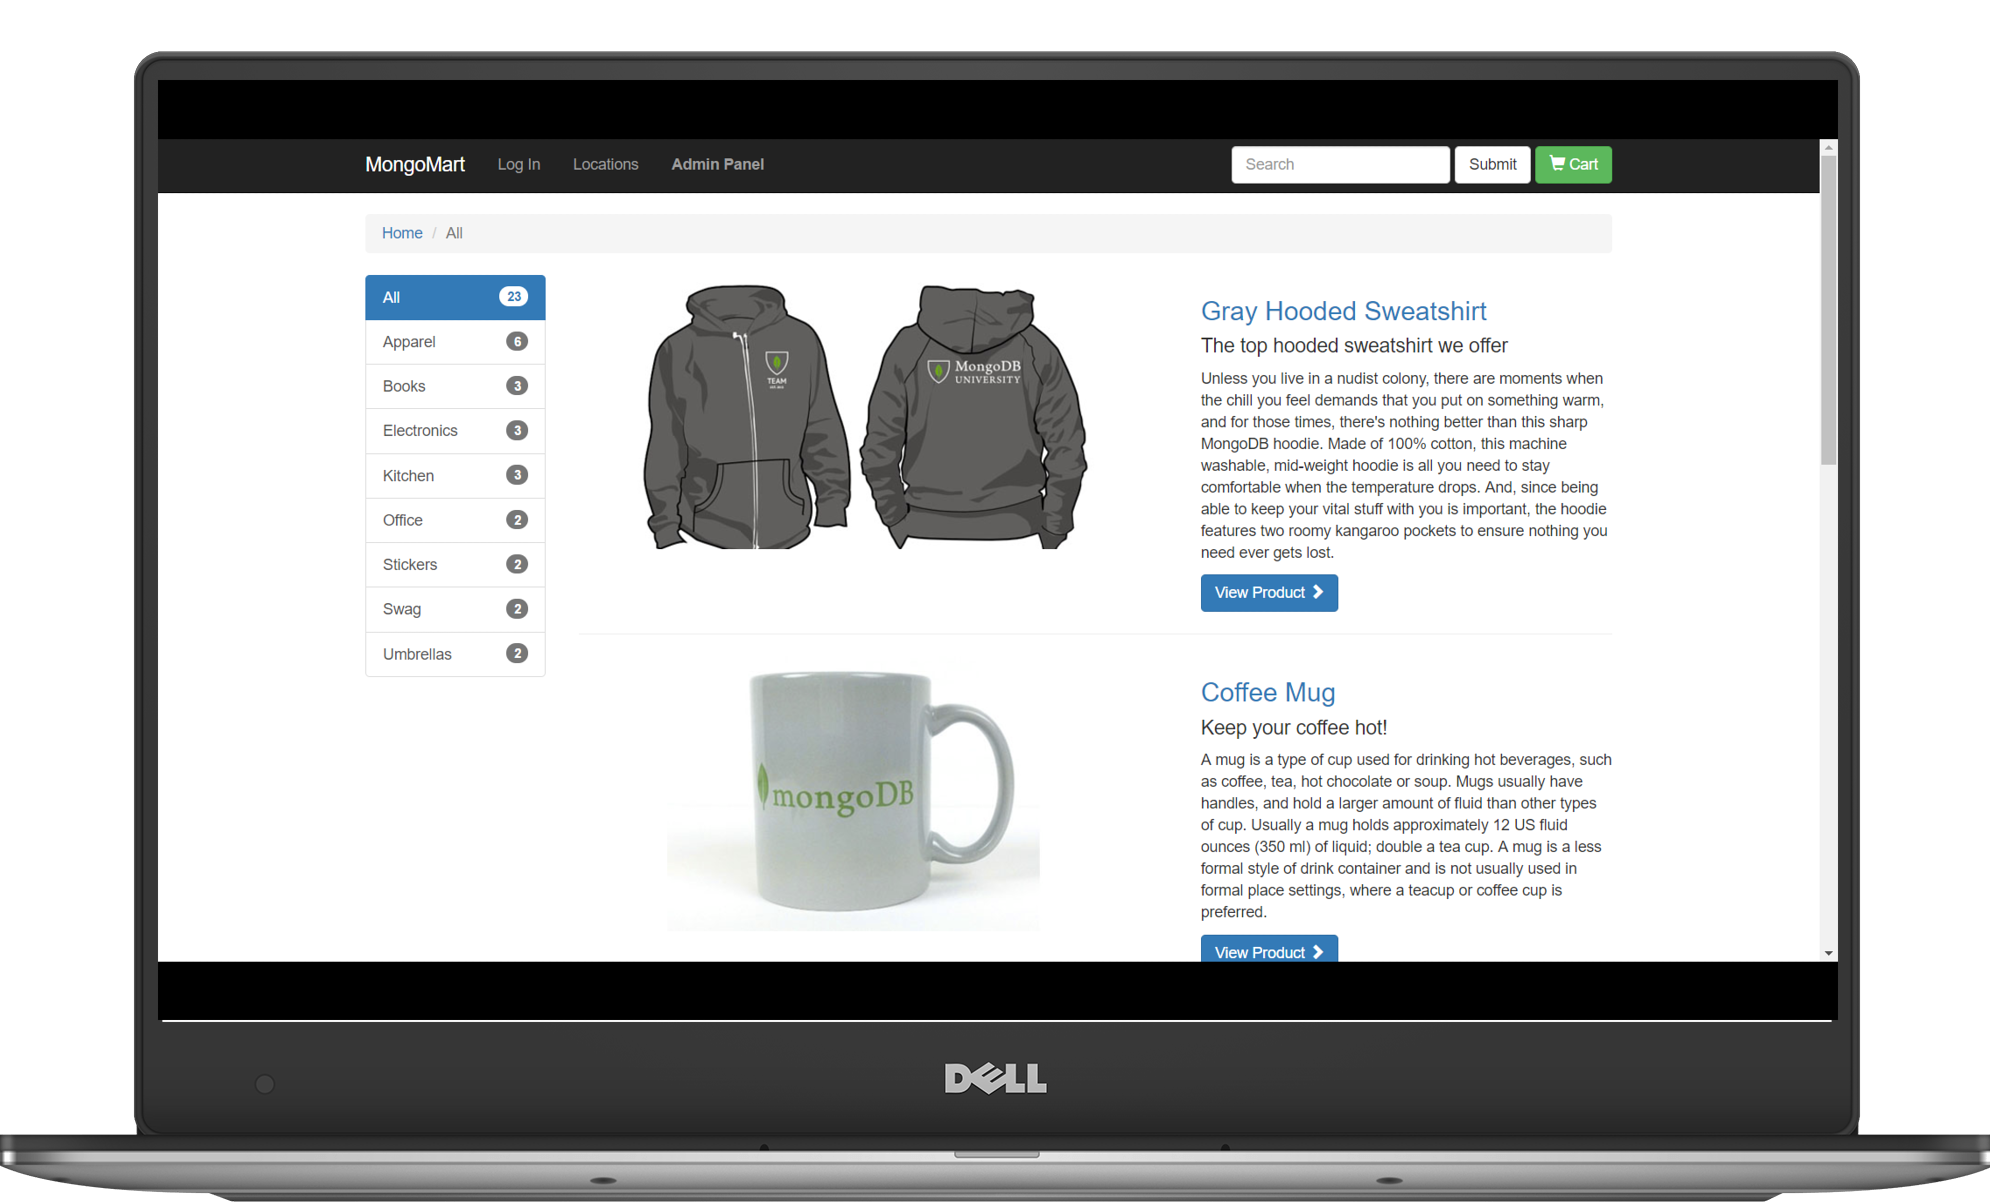 MongoMart Log In Locations Admin Panel Search Submit Cart
Home / All
All 23
Apparel 6
Books 3
Electronics 3
Kitchen 3
Office 2
Stickers 2
Swag 2
Umbrellas 2
TEAM
MongoDB
UNIVERSITY
Gray Hooded Sweatshirt
The top hooded sweatshirt we offer
Unless you live in a nudist colony, there are moments when
the chill you feel demands that you put on something warm,
and for those times, there's nothing better than this sharp
MongoDB hoodie. Made of 100% cotton, this machine
washable, mid-weight hoodie is all you need to stay
comfortable when the temperature drops. And, since being
able to keep your vital stuff with you is important, the hoodie
features two roomy kangaroo pockets to ensure nothing you
need ever gets lost.
View Product
mongoDB
Coffee Mug
Keep your coffee hot!
A mug is a type of cup used for drinking hot beverages, such
as coffee, tea, hot chocolate or soup. Mugs usually have
handles, and hold a larger amount of fluid than other types
of cup. Usually a mug holds approximately 12 US fluid
ounces (350 ml) of liquid; double a tea cup. A mug is a less
formal style of drink container and is not usually used in
formal place settings, where a teacup or coffee cup is
preferred.
View Product
DELL